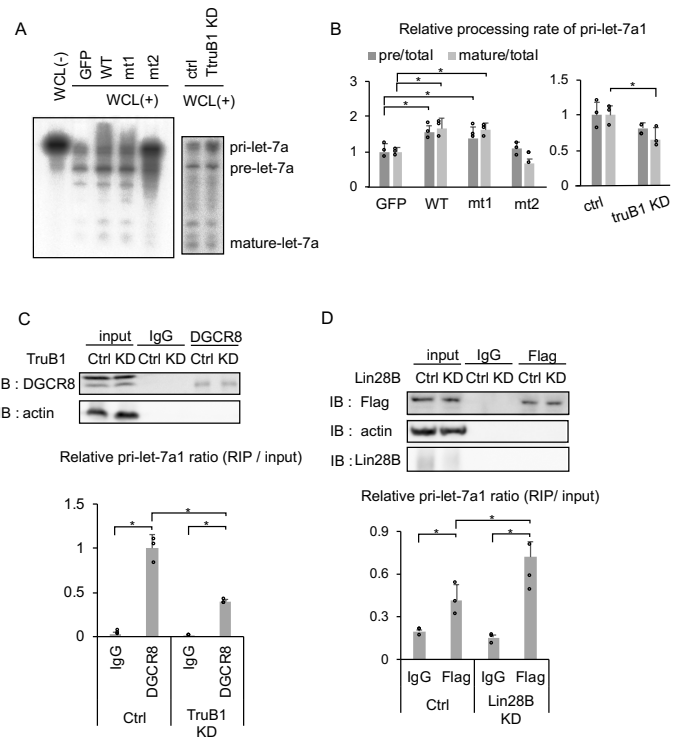 A
WCL(-)
GFP
WT
mt1
mt2
ctrl
TtruB1 KD
WCL(+)
WCL(+)
pri-let-7a
pre-let-7a
mature-let-7a
B
Relative processing rate of pri-let-7a1
pre/total
mature/total
3
2
1
0
*
*
*
*
GFP
WT
mt1
mt2
1.5
1
0.5
0
*
ctrl
truB1 KD
C
input
IgG
DGCR8
TruB1
Ctrl KD
Ctrl KD
Ctrl KD
B : DGCR8
B : actin
Relative pri-let-7a1 ratio (RIP / input)
1.5
1
0.5
0
*
*
*
IgG
DGCR8
IgG
DGCR8
Ctrl
TruB1
KD
D
input
IgG
Flag
Lin28B
Ctrl KD
Ctrl KD
Ctrl KD
IB : Flag
IB : actin
IB : Lin28B
Relative pri-let-7a1 ratio (RIP/ input)
0.9
0.6
0.3
0
*
*
*
IgG
Flag
IgG
Flag
Ctrl
Lin28B
KD